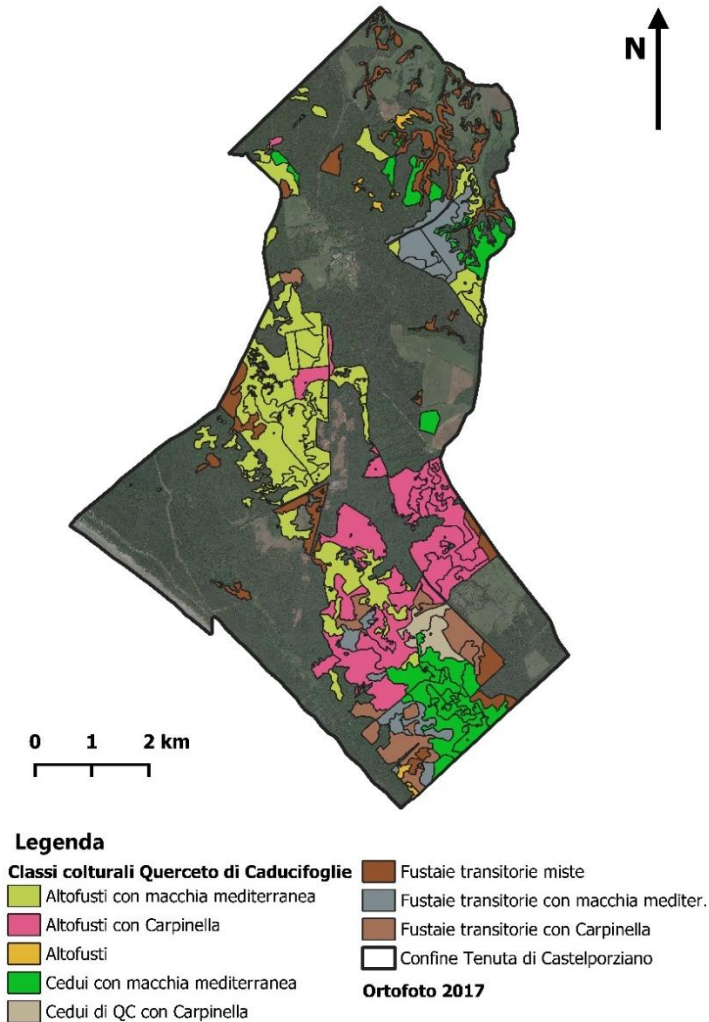 N
0 1 2 km
Legenda
Classi colturali Querceto di Caducifoglie
Altofusti con macchia mediterranea
Altofusti con Carpinella
Altofusti
Cedui con macchia mediterranea
Cedui di QC con Carpinella
Fustaie transitorie miste
Fustaie transitorie con macchia mediter.
Fustaie transitorie con Carpinella
Confine Tenuta di Castelporziano
Ortofoto 2017